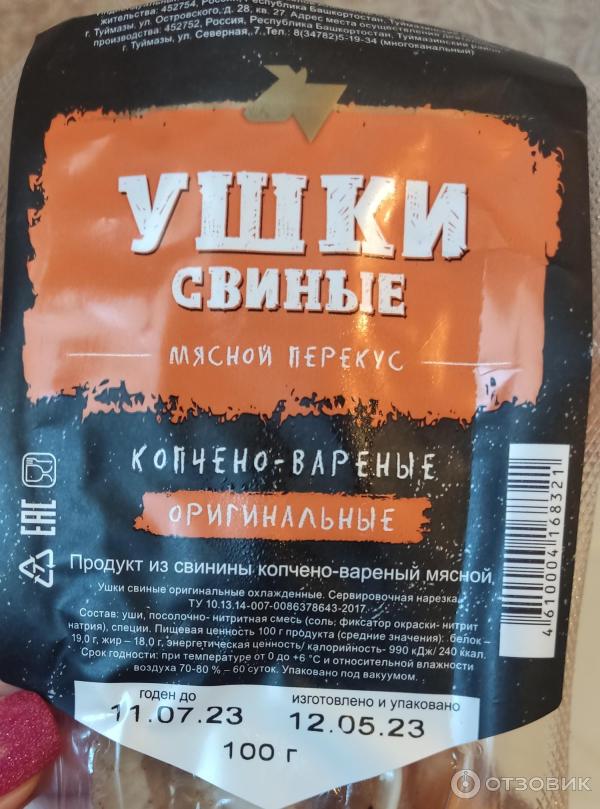 жительства: 452754, Россия, Республика Башкортостан,
г. Туймазы, ул. Островского, д. 28, кв. 27 Адрес места осуществления
производства: 452752, Россия, Республика Башкортостан, Туймазинский район
г. Туймазы, ул. Северная, 7. Тел.: 8(34782)5-19-34 (многоканальный)
УШКИ
СВИНЫЕ
МЯСНОЙ ПЕРЕКУС
КОПЧЕНО-ВАРЕНЫЕ
ОРИГИНАЛЬНЫЕ
EAC
Продукт из свинины копчено-вареный мясной
Ушки свиные оригинальные охлажденные. Сервировочная нарезка.
ТУ 10.13.14-007-0086378643-2017.
Состав: уши, посолочно- нитритная смесь (соль; фиксатор окраски- нитрит
натрия), специи. Пищевая ценность 100 г продукта (средние значения): белок –
19,0 г, жир – 18,0 г, энергетическая ценность/ калорийность- 990 кДж/ 240 ккал.
Срок годности: при температуре от 0 до +6 °С и относительной влажности
воздуха 70-80 % – 60 суток. Упаковано под вакуумом.
годен до
11.07.23
изготовлено и упаковано
12.05.23
100 г
4 610004 168321
ОТЗОВИК